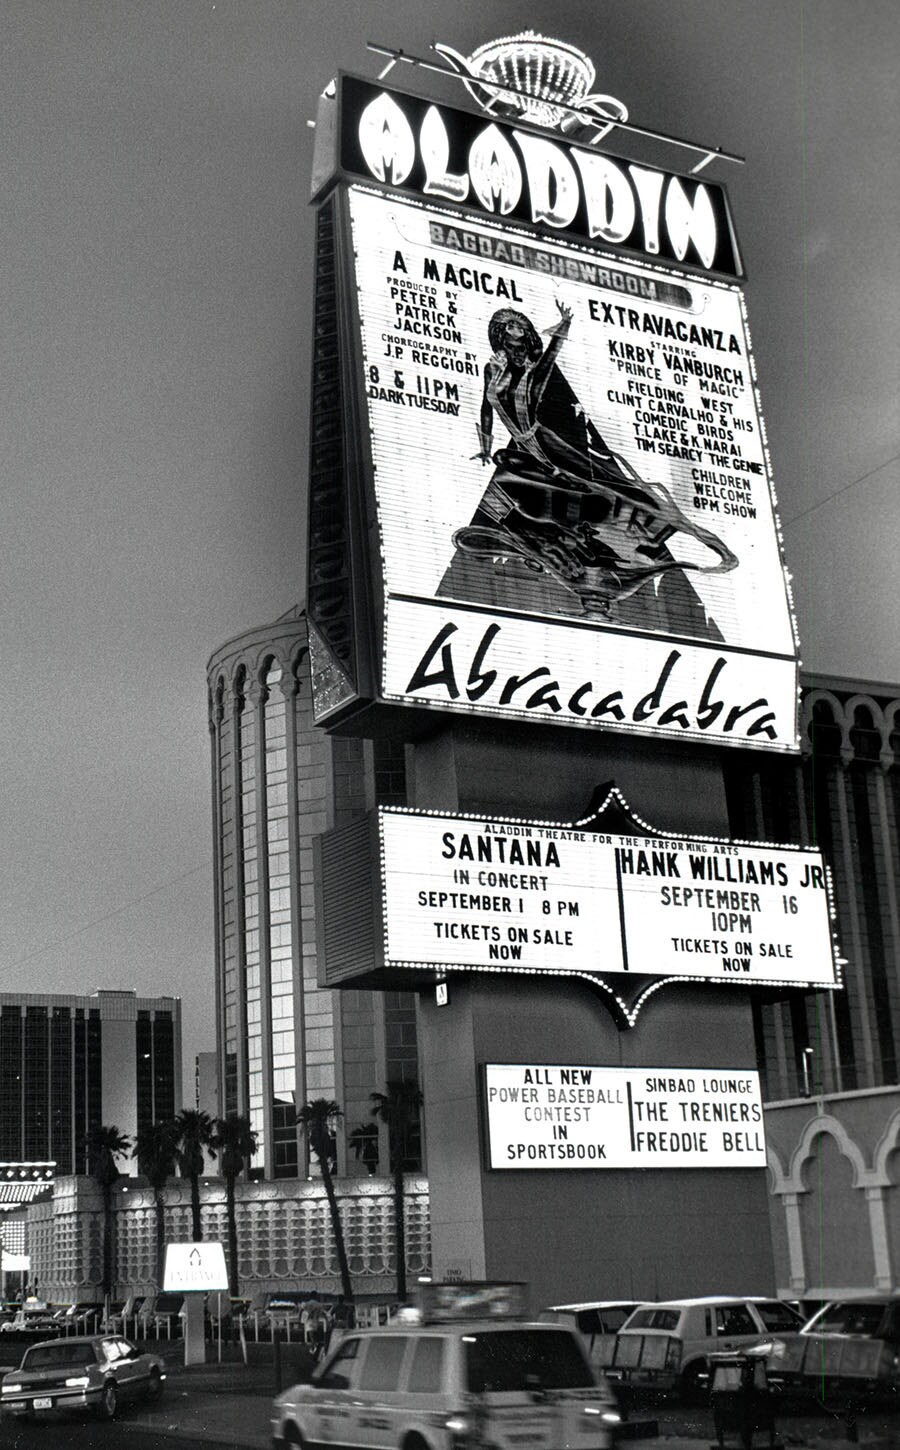 ALADDIN
BAGDAD SHOWROOM
A MAGICAL
EXTRAVAGANZA
PRODUCED BY
PETER &
PATRICK
JACKSON
CHOREOGRAPHY BY
J.P. REGGIORI
8 & 11PM
DARK TUESDAY
STARRING
KIRBY VANBURCH
"PRINCE OF MAGIC"
FIELDING WEST
CLINT CARVALHO & HIS
COMEDIC BIRDS
T.LAKE & K.NARAI
TIM SEARCY "THE GENIE"
CHILDREN
WELCOME
8PM SHOW
Abracadabra
ALADDIN THEATRE FOR THE PERFORMING ARTS
SANTANA
IN CONCERT
SEPTEMBER 1 8 PM
TICKETS ON SALE
NOW
HANK WILLIAMS JR
SEPTEMBER 16
10PM
TICKETS ON SALE
NOW
ALL NEW
POWER BASEBALL
CONTEST
IN
SPORTSBOOK
SINBAD LOUNGE
THE TRENIERS
FREDDIE BELL
ENTRANCE